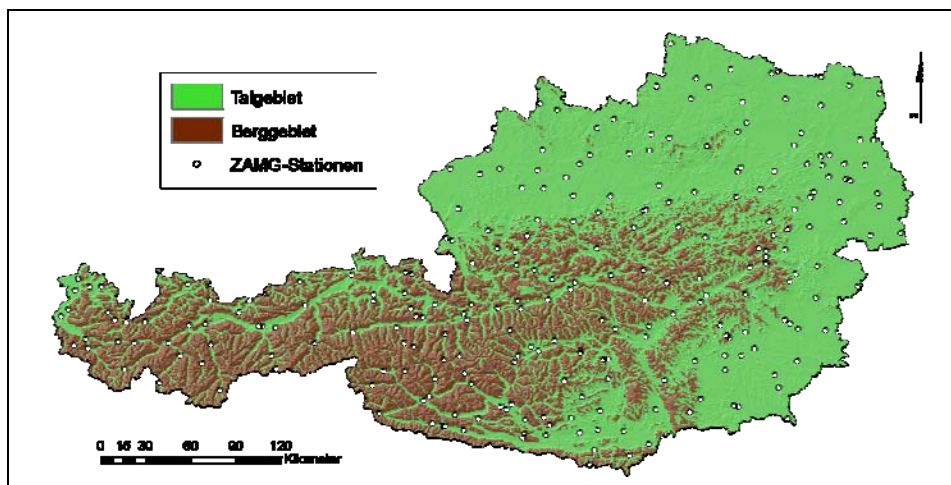 Talgebiet
Berggebiet
ZAMG-Stationen
0 15 30 60 90 120
Kilometer